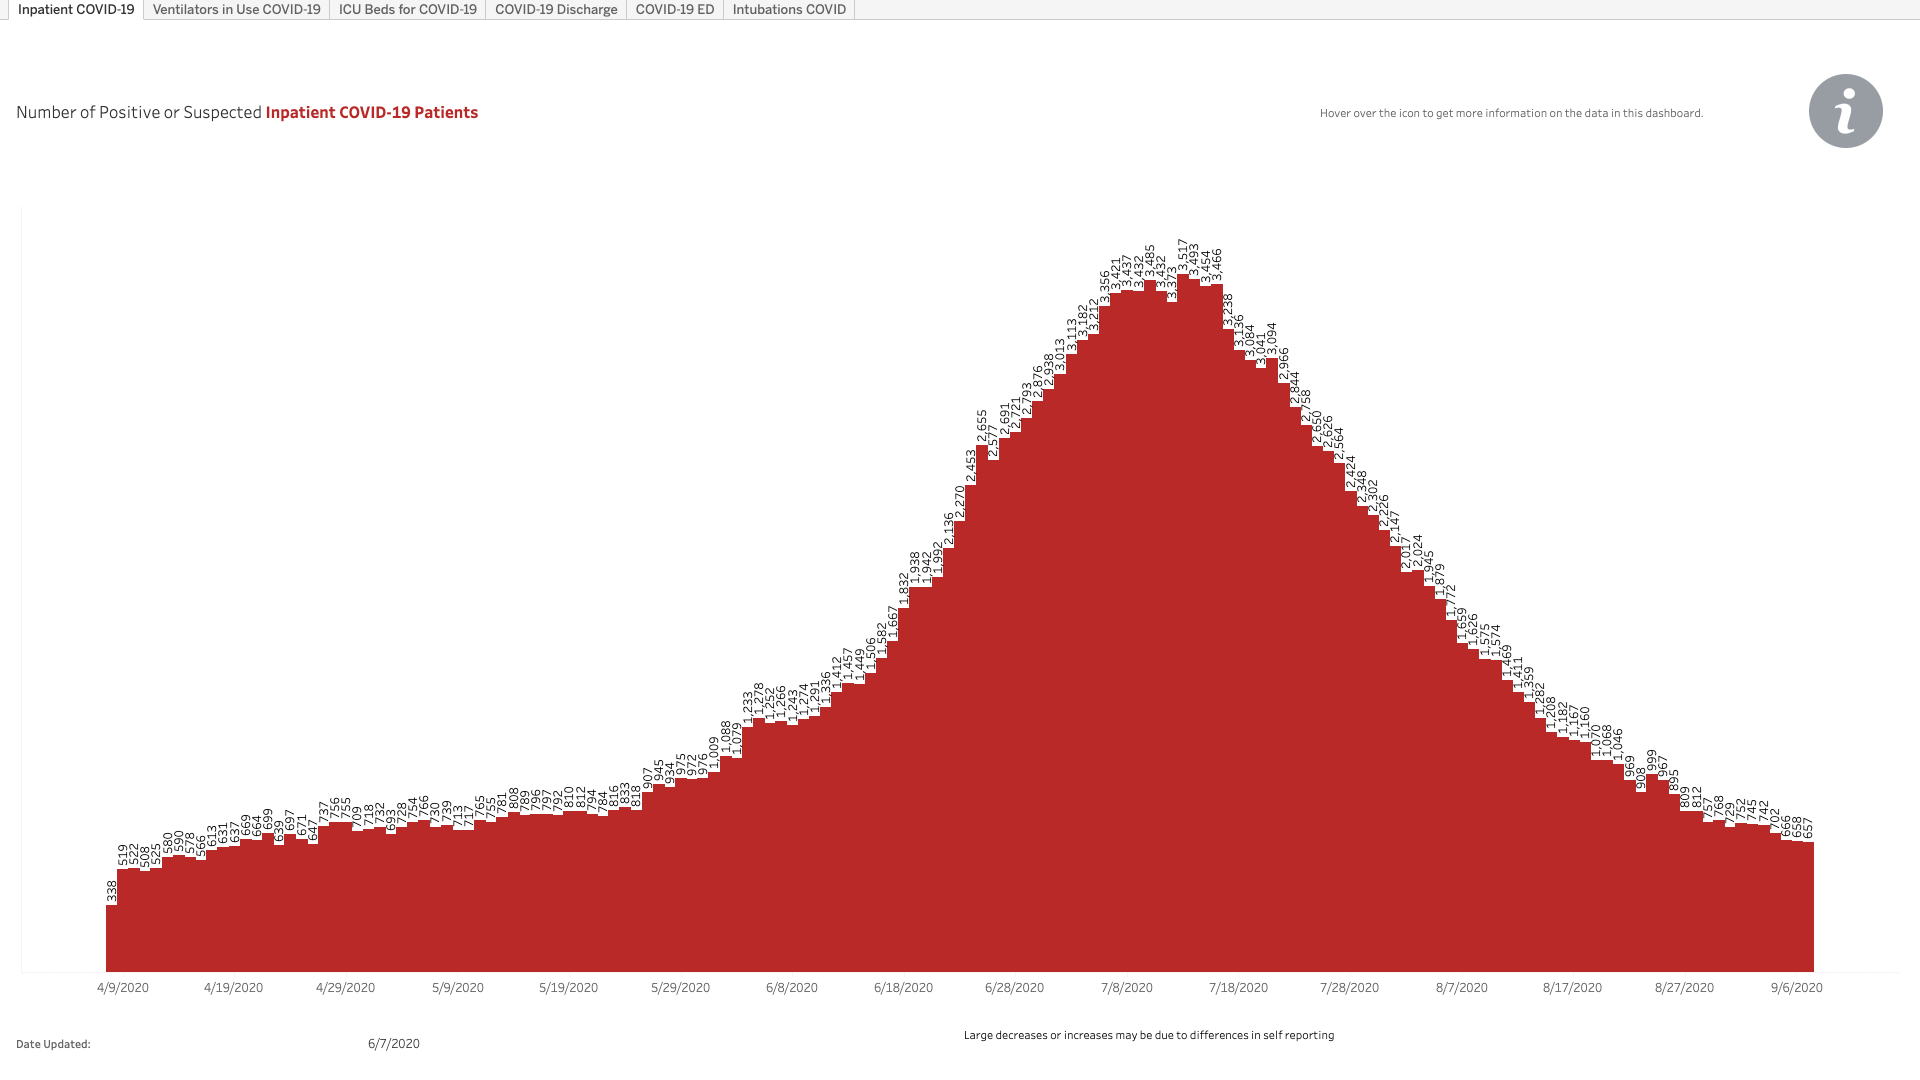 Inpatient COVID-19 Ventilators in Use COVID-19 ICU Beds for COVID-19 COVID-19 Discharge COVID-19 ED Intubations COVID
Number of Positive or Suspected Inpatient COVID-19 Patients
Hover over the icon to get more information on the data in this dashboard.
i
338 519 522 508 525 580 590 578 566 613 631 637 669 664 699 639 697 671 647 737 756 755 709 718 732 693 728 754 766 730 739 713 717 765 755 781 808 789 796 797 792 810 812 794 784 816 833 818 907 945 934 975 972 976 1,009 1,088 1,079 1,233 1,278 1,252 1,266 1,243 1,274 1,291 1,336 1,412 1,457 1,449 1,506 1,582 1,667 1,832 1,938 1,942 1,992 2,136 2,270 2,453 2,655 2,577 2,691 2,721 2,793 2,876 2,938 3,013 3,113 3,182 3,212 3,356 3,421 3,437 3,432 3,485 3,432 3,373 3,517 3,493 3,454 3,466 3,238 3,136 3,084 3,041 3,094 2,966 2,844 2,758 2,650 2,626 2,564 2,424 2,348 2,302 2,226 2,147 2,017 2,024 1,945 1,879 1,772 1,659 1,626 1,575 1,574 1,469 1,411 1,359 1,282 1,208 1,182 1,167 1,160 1,070 1,068 1,046 969 908 999 967 895 809 812 757 768 729 752 745 742 702 666 658 657
4/9/2020 4/19/2020 4/29/2020 5/9/2020 5/19/2020 5/29/2020 6/8/2020 6/18/2020 6/28/2020 7/8/2020 7/18/2020 7/28/2020 8/7/2020 8/17/2020 8/27/2020 9/6/2020
Large decreases or increases may be due to differences in self reporting
Date Updated: 6/7/2020